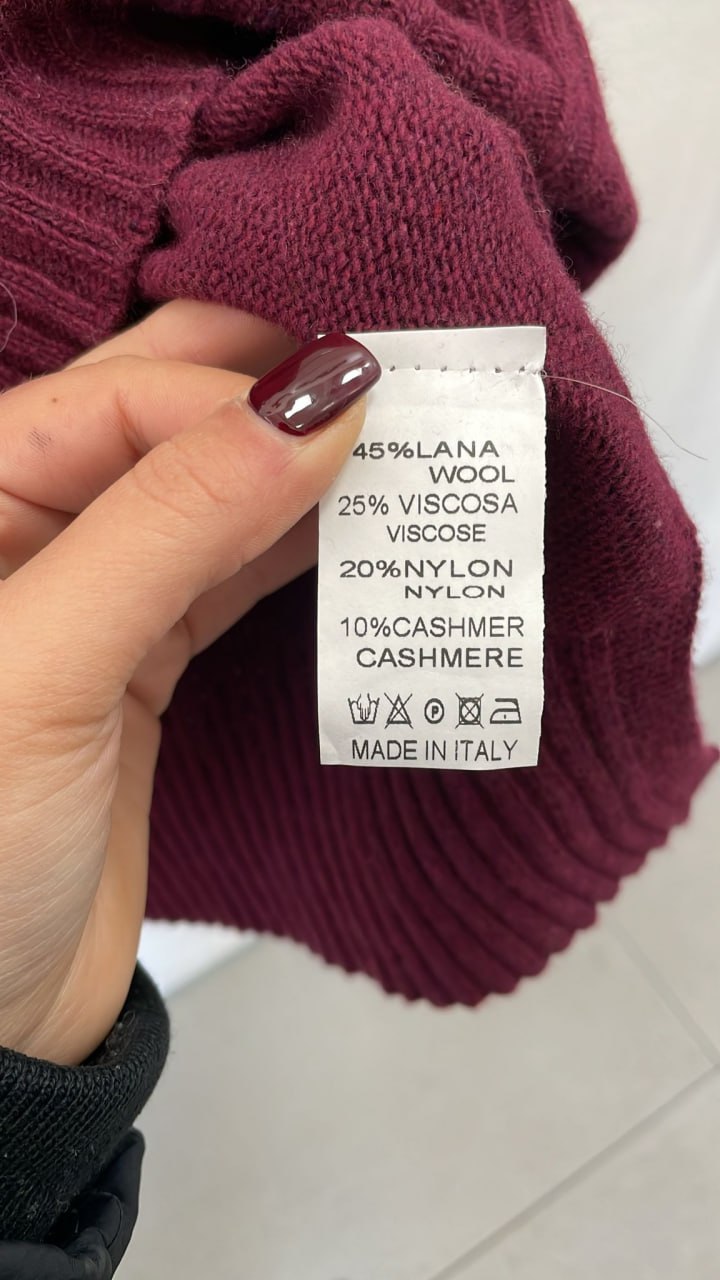 45%LANA
WOOL
25% VISCOSA
VISCOSE
20%NYLON
NYLON
10%CASHMER
CASHMERE
P
MADE IN ITALY